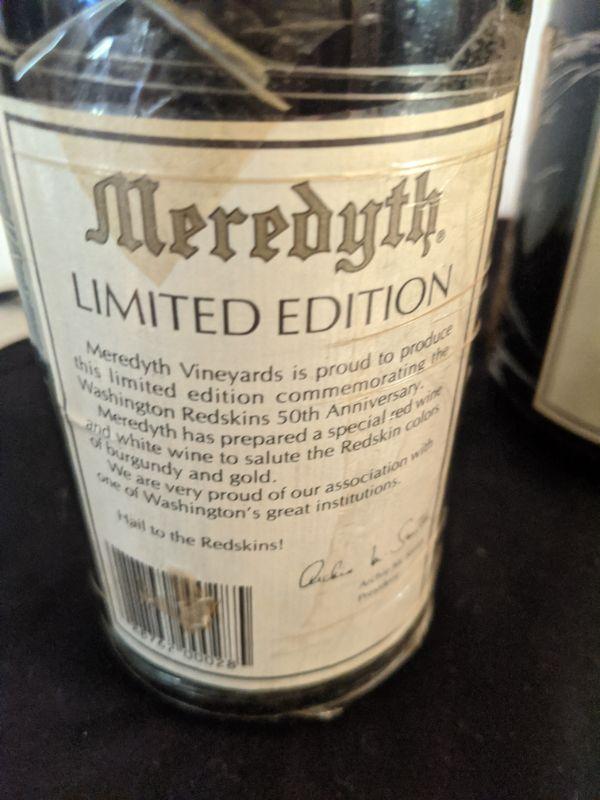 Meredyth®
LIMITED EDITION
Meredyth Vineyards is proud to produce
this limited edition commemorating the
Washington Redskins 50th Anniversary.
Meredyth has prepared a special red wine
and white wine to salute the Redskin colors
of burgundy and gold.
We are very proud of our association with
one of Washington's great institutions.
Hail to the Redskins!
President